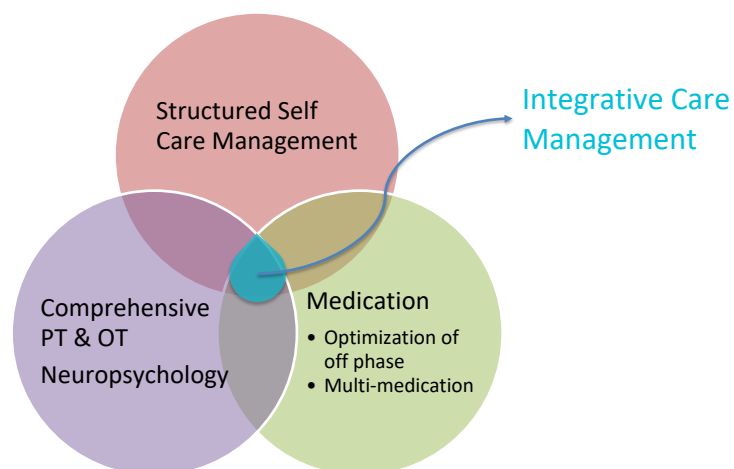 Structured Self
Care Management
Integrative Care
Management
Comprehensive
PT & OT
Neuropsychology
Medication
• Optimization of
off phase
• Multi-medication